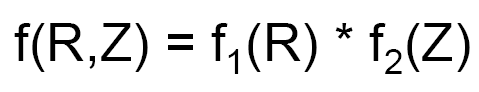 f(R,Z) = f₁(R) * f₂(Z)